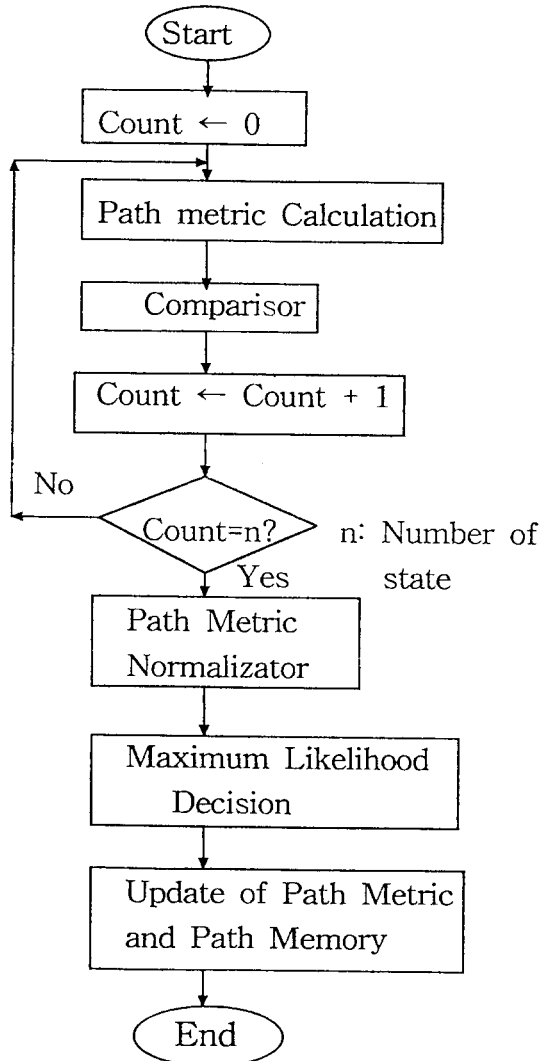 Start
Count ← 0
Path metric Calculation
Comparisor
Count ← Count + 1
No
Count=n?
n: Number of
state
Yes
Path Metric
Normalizator
Maximum Likelihood
Decision
Update of Path Metric
and Path Memory
End